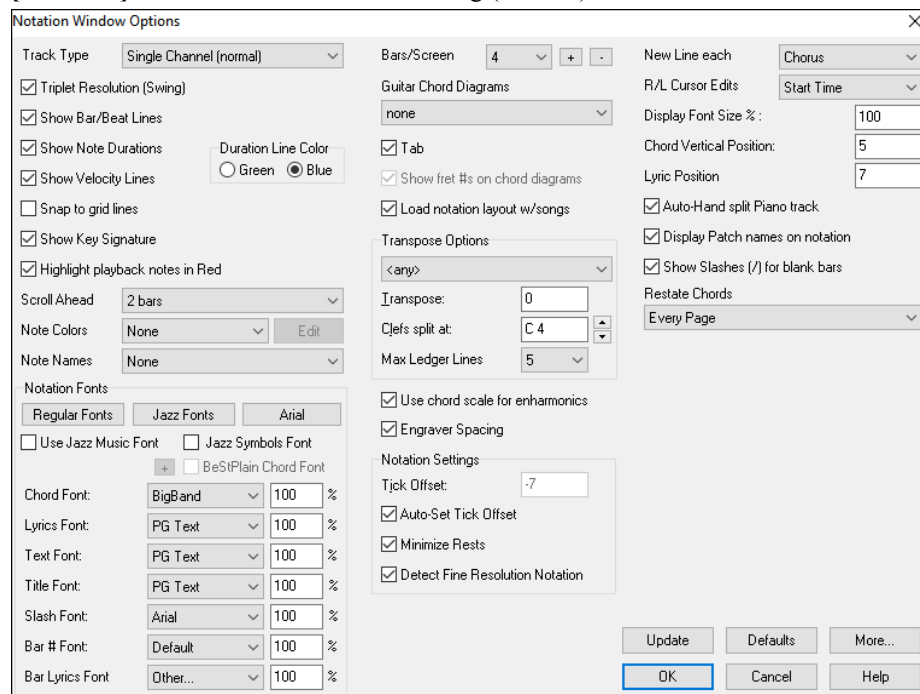 Notation Window Options
Track Type Single Channel (normal)
Triplet Resolution (Swing)
Show Bar/Beat Lines
Show Note Durations
Show Velocity Lines
Duration Line Color
Green Blue
Snap to grid lines
Show Key Signature
Highlight playback notes in Red
Scroll Ahead 2 bars
Note Colors None Edit
Note Names None
Notation Fonts
Regular Fonts Jazz Fonts Arial
Use Jazz Music Font Jazz Symbols Font
+ BeStPlain Chord Font
Chord Font: BigBand 100 %
Lyrics Font: PG Text 100 %
Text Font: PG Text 100 %
Title Font: PG Text 100 %
Slash Font: Arial 100 %
Bar # Font: Default 100 %
Bar Lyrics Font Other... 100 %
Bars/Screen 4 + -
Guitar Chord Diagrams
none
Tab
Show fret #s on chord diagrams
Load notation layout w/songs
Transpose Options
<any>
Transpose: 0
Clefs split at: C 4
Max Ledger Lines 5
Use chord scale for enharmonics
Engraver Spacing
Notation Settings
Tick Offset: -7
Auto-Set Tick Offset
Minimize Rests
Detect Fine Resolution Notation
New Line each Chorus
R/L Cursor Edits Start Time
Display Font Size % : 100
Chord Vertical Position: 5
Lyric Position 7
Auto-Hand split Piano track
Display Patch names on notation
Show Slashes (/) for blank bars
Restate Chords
Every Page
Update Defaults More...
OK Cancel Help